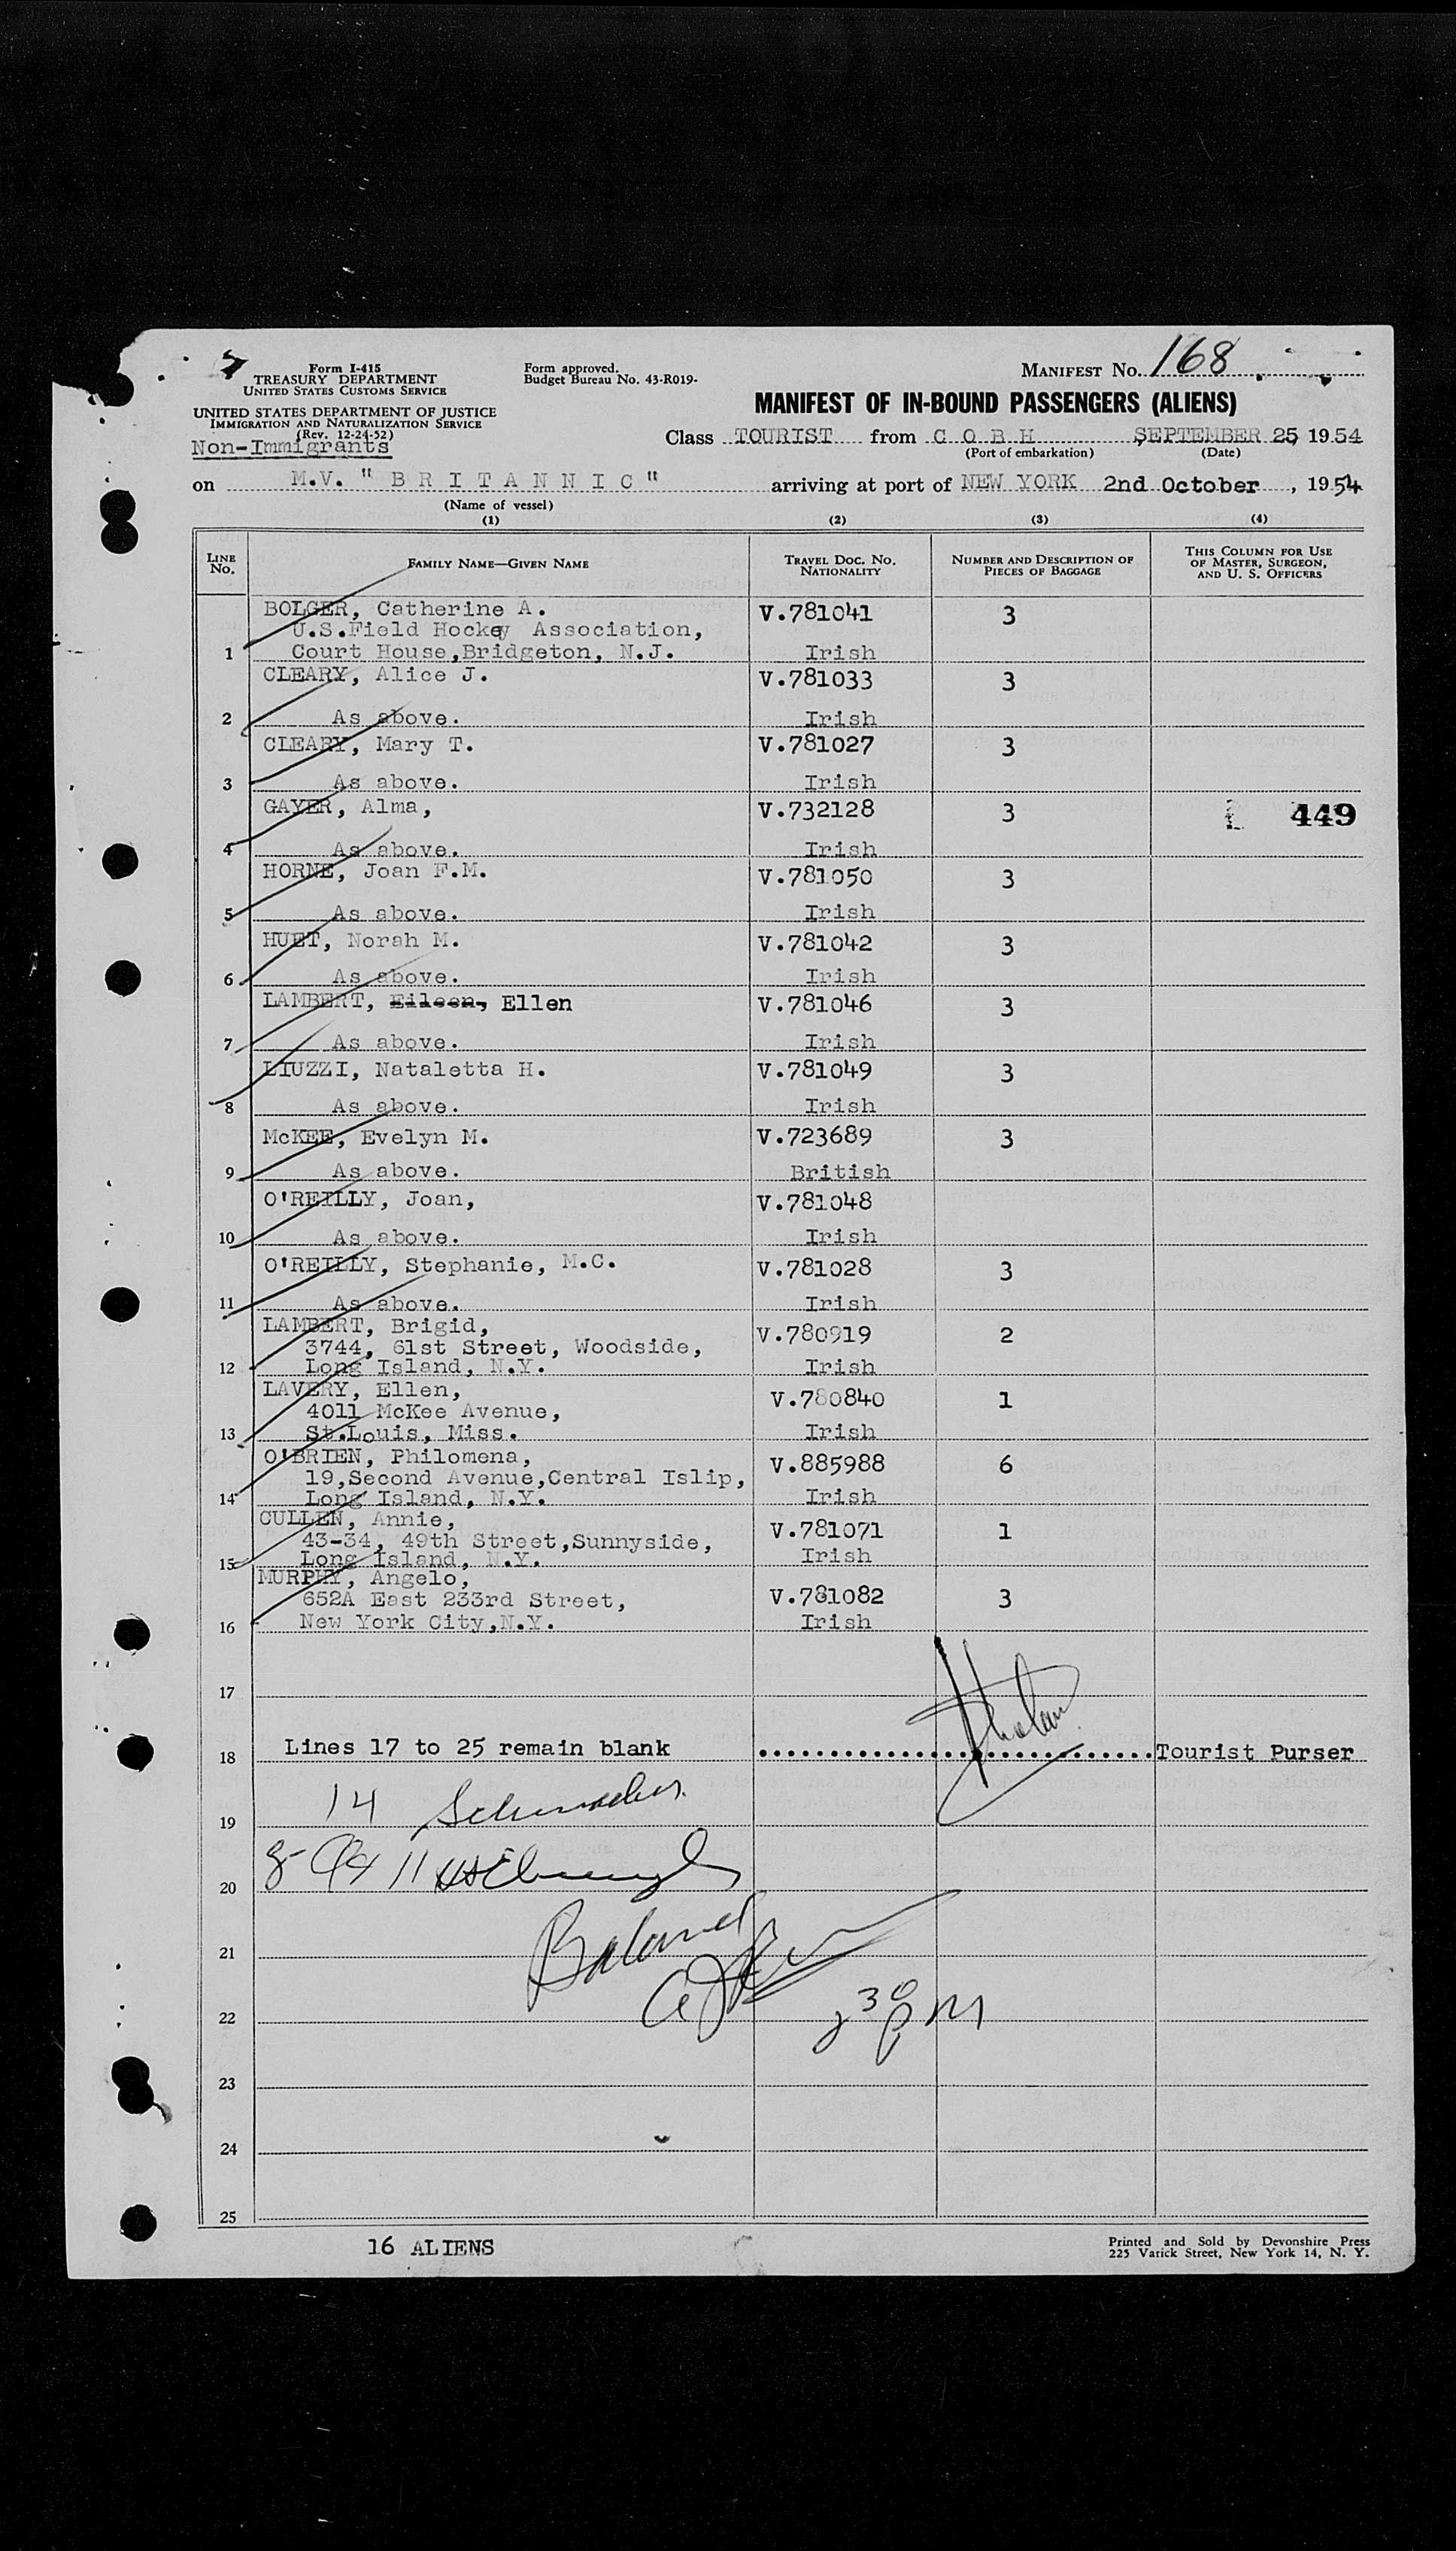 Form I-415
TREASURY DEPARTMENT
UNITED STATES CUSTOMS SERVICE
UNITED STATES DEPARTMENT OF JUSTICE
IMMIGRATION AND NATURALIZATION SERVICE
(Rev. 12-24-52)
Non-Immigrants
Form approved.
Budget Bureau No. 43-R019-
MANIFEST No. 168
MANIFEST OF IN-BOUND PASSENGERS (ALIENS)
Class TOURIST from C O B H SEPTEMBER 25, 1954
(Port of embarkation) (Date)
on M.V. "B R I T A N N I C" arriving at port of NEW YORK 2nd October, 1954
(Name of vessel)
(1) (2) (3) (4)
LINE No. FAMILY NAME—GIVEN NAME TRAVEL DOC. NO. NATIONALITY NUMBER AND DESCRIPTION OF PIECES OF BAGGAGE THIS COLUMN FOR USE OF MASTER, SURGEON, AND U. S. OFFICERS
BOLGER, Catherine A. V.781041 3
U.S.Field Hockey Association,
1 Court House,Bridgeton, N.J. Irish
CLEARY, Alice J. V.781033 3
2 As above. Irish
CLEARY, Mary T. V.781027 3
3 As above. Irish
GAYER, Alma, V.732128 3 449
4 As above. Irish
HORNE, Joan F.M. V.781050 3
5 As above. Irish
HUET, Norah M. V.781042 3
6 As above. Irish
LAMBERT, Eileen, Ellen V.781046 3
7 As above. Irish
LIUZZI, Nataletta H. V.781049 3
8 As above. Irish
McKEE, Evelyn M. V.723689 3
9 As above. British
O'REILLY, Joan, V.781048
10 As above. Irish
O'REILLY, Stephanie, M.C. V.781028 3
11 As above. Irish
LAMBERT, Brigid, V.780919 2
3744, 61st Street, Woodside,
12 Long Island, N.Y. Irish
LAVERY, Ellen, V.780840 1
4011 McKee Avenue,
13 St.Louis, Miss. Irish
O'BRIEN, Philomena, V.885988 6
19,Second Avenue,Central Islip,
14 Long Island, N.Y. Irish
CULLEN, Annie, V.781071 1
43-34, 49th Street,Sunnyside,
15 Long Island, N.Y. Irish
MURPHY, Angelo, V.781082 3
652A East 233rd Street,
16 New York City,N.Y. Irish
17
18 Lines 17 to 25 remain blank Tourist Purser
14
19
20
21
22
230 PM
23
24
25
16 ALIENS
Printed and Sold by Devonshire Press
225 Varick Street, New York 14, N. Y.